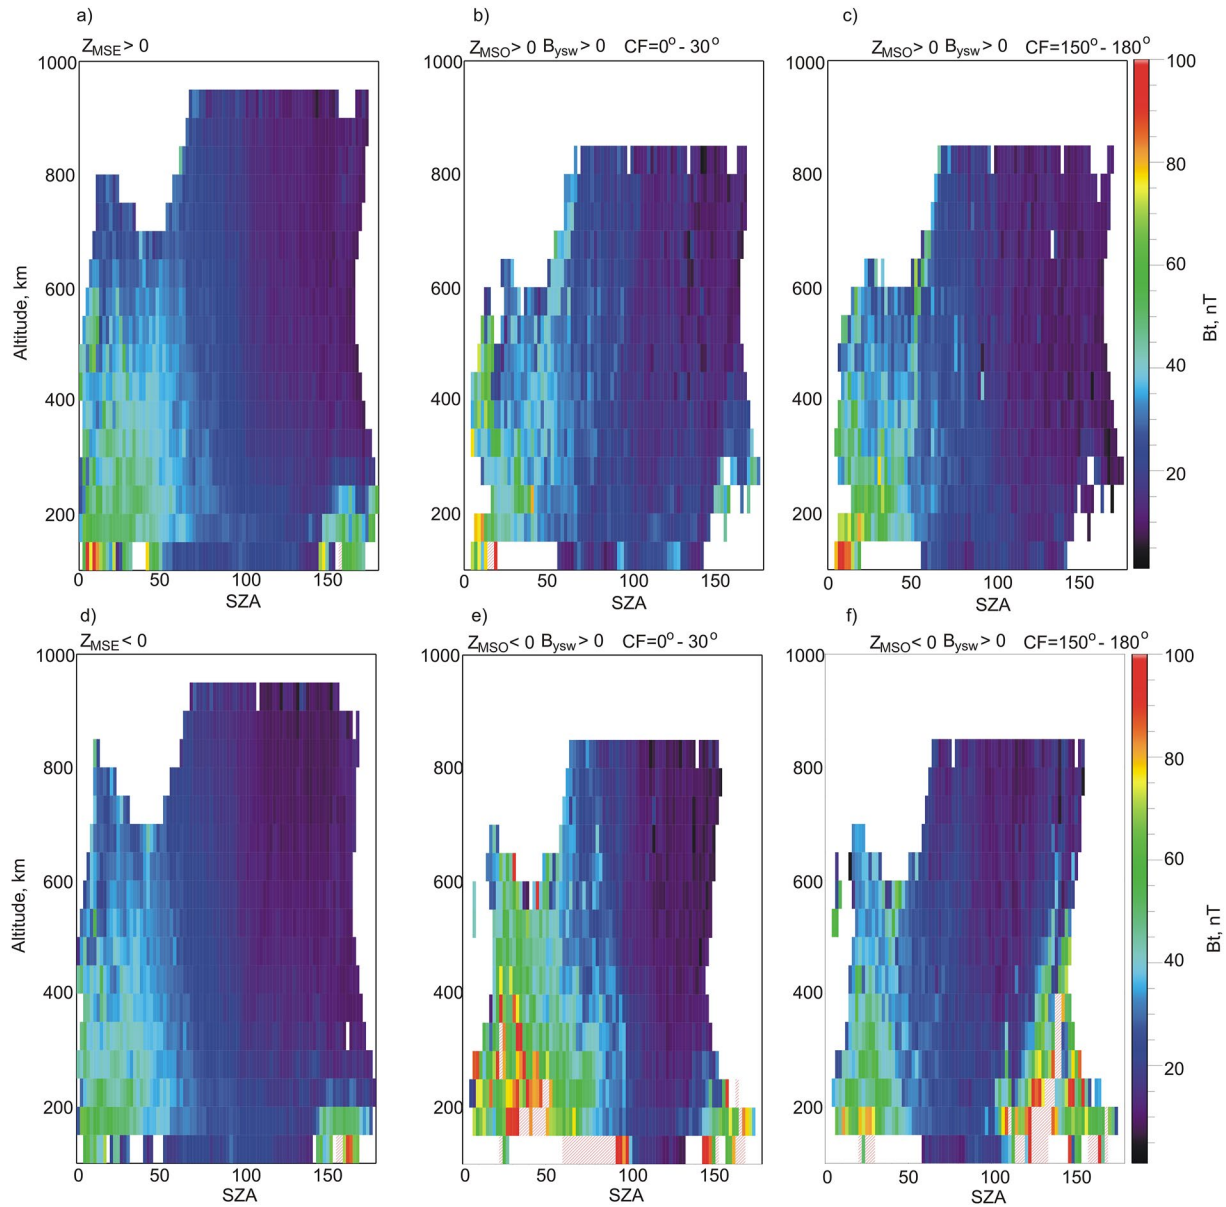 a)
b)
c)
Z_MSE > 0
Z_MSO > 0 B_ysw > 0 CF=0° - 30°
Z_MSO > 0 B_ysw > 0 CF=150° - 180°
1000
800
600
400
200
Altitude, km
0 50 100 150
SZA
1000
800
600
400
200
0 50 100 150
SZA
1000
800
600
400
200
0 50 100 150
SZA
100
80
60
40
20
Bt, nT
d)
e)
f)
Z_MSE < 0
Z_MSO < 0 B_ysw > 0 CF=0° - 30°
Z_MSO < 0 B_ysw > 0 CF=150° - 180°
1000
800
600
400
200
Altitude, km
0 50 100 150
SZA
1000
800
600
400
200
0 50 100 150
SZA
1000
800
600
400
200
0 50 100 150
SZA
100
80
60
40
20
Bt, nT